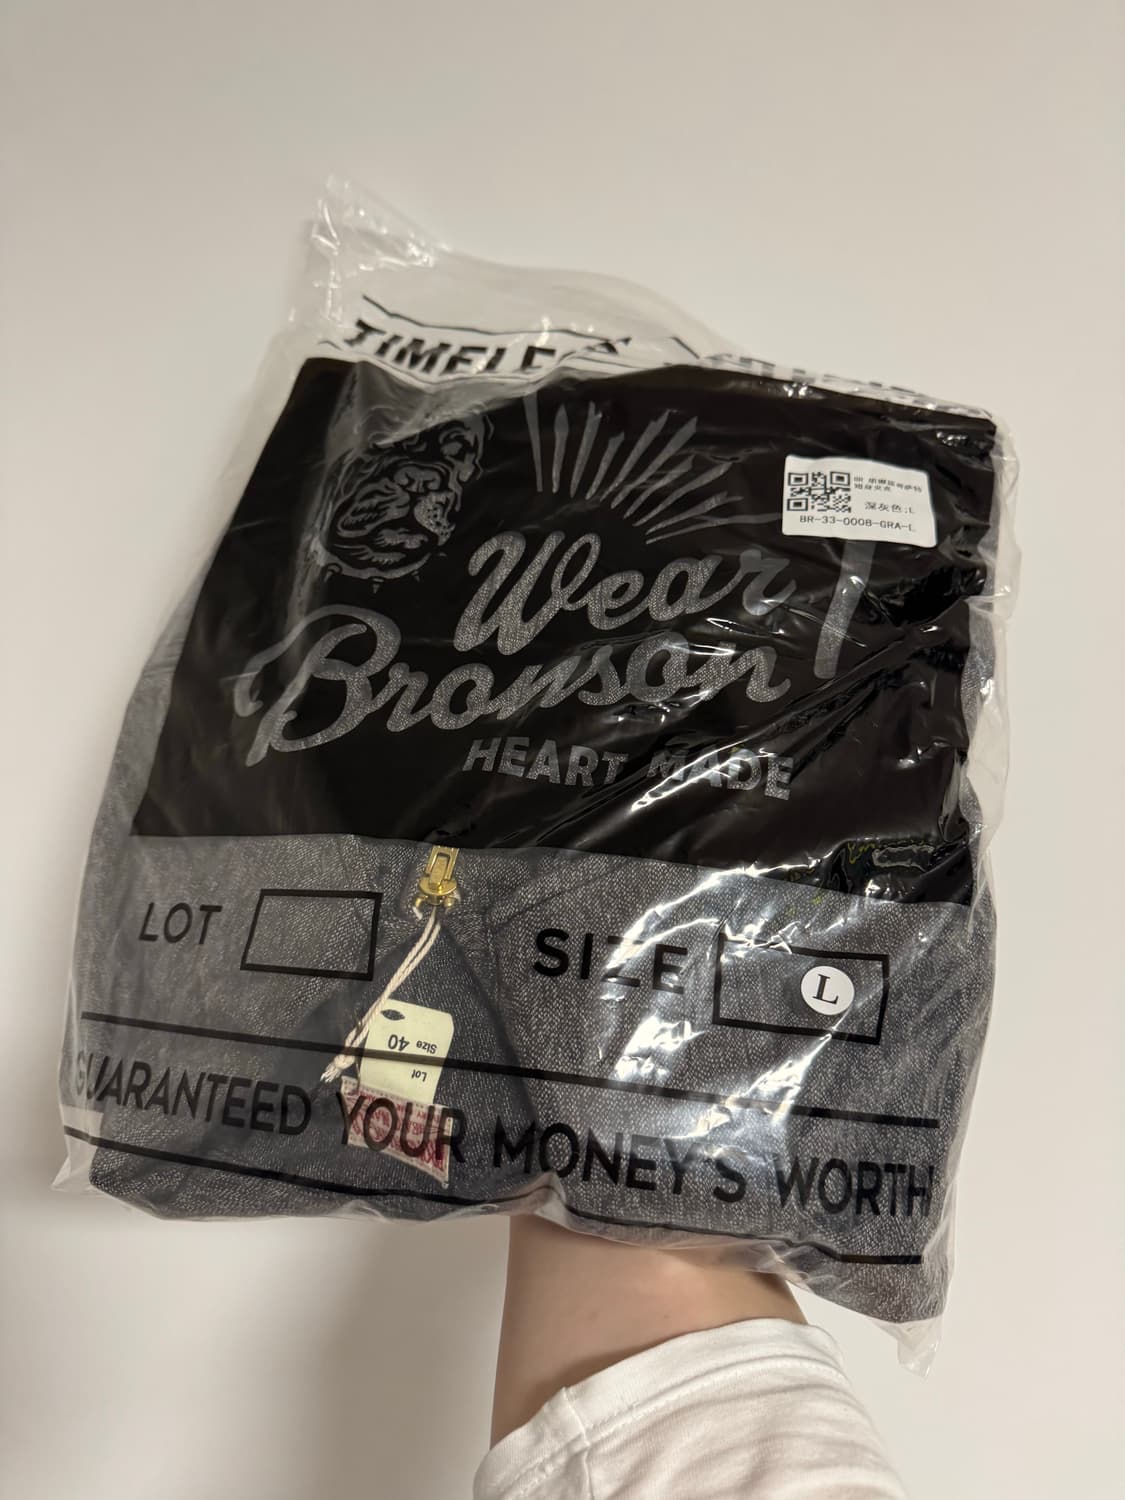 TIMELESS
深灰色;L
BR-33-0008-GRA-L
Wear
Bronson
HEART MADE
LOT
SIZE
L
Size 40
Lot
GUARANTEED YOUR MONEY'S WORTH